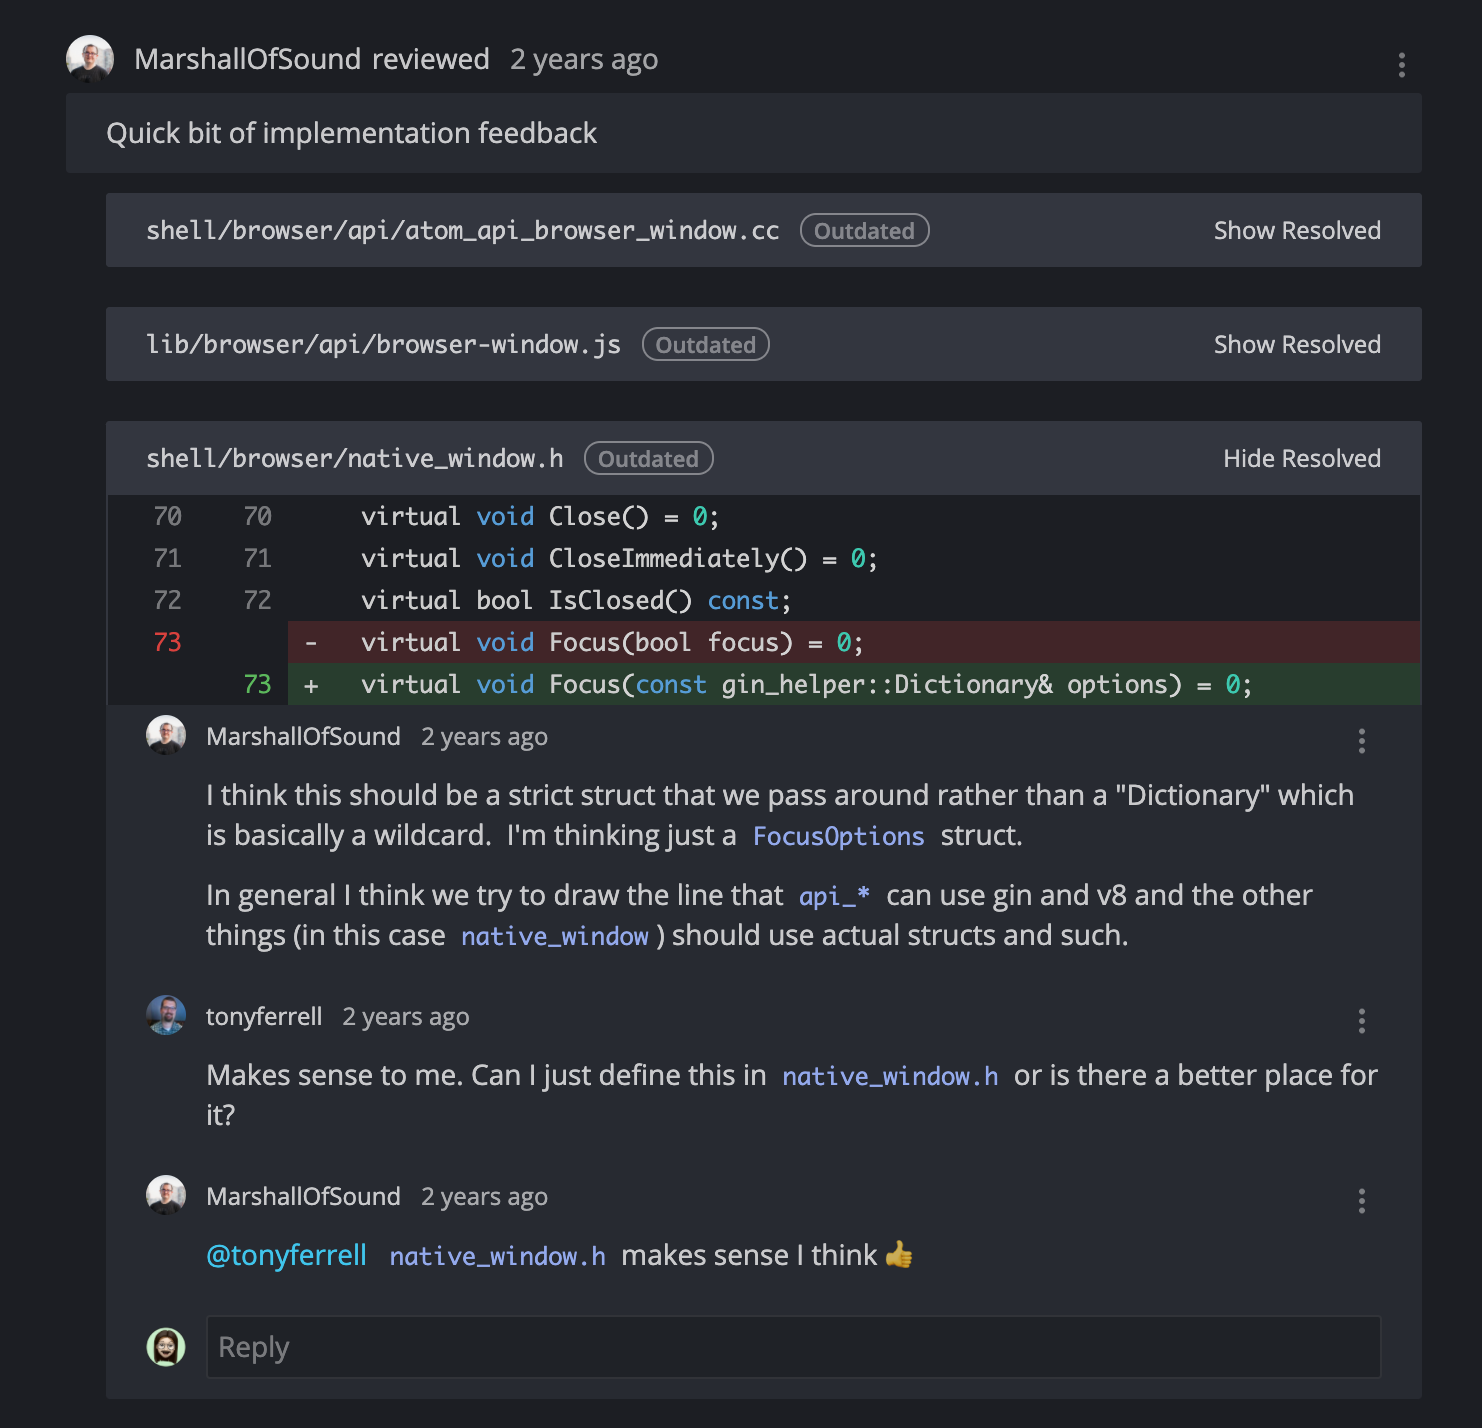 MarshallOfSound reviewed 2 years ago
Quick bit of implementation feedback
shell/browser/api/atom_api_browser_window.cc Outdated Show Resolved
lib/browser/api/browser-window.js Outdated Show Resolved
shell/browser/native_window.h Outdated Hide Resolved
70 70 virtual void Close() = 0;
71 71 virtual void CloseImmediately() = 0;
72 72 virtual bool IsClosed() const;
73 - virtual void Focus(bool focus) = 0;
73 + virtual void Focus(const gin_helper::Dictionary& options) = 0;
MarshallOfSound 2 years ago
I think this should be a strict struct that we pass around rather than a "Dictionary" which
is basically a wildcard. I'm thinking just a FocusOptions struct.
In general I think we try to draw the line that api_* can use gin and v8 and the other
things (in this case native_window ) should use actual structs and such.
tonyferrell 2 years ago
Makes sense to me. Can I just define this in native_window.h or is there a better place for
it?
MarshallOfSound 2 years ago
@tonyferrell native_window.h makes sense I think 👍
Reply